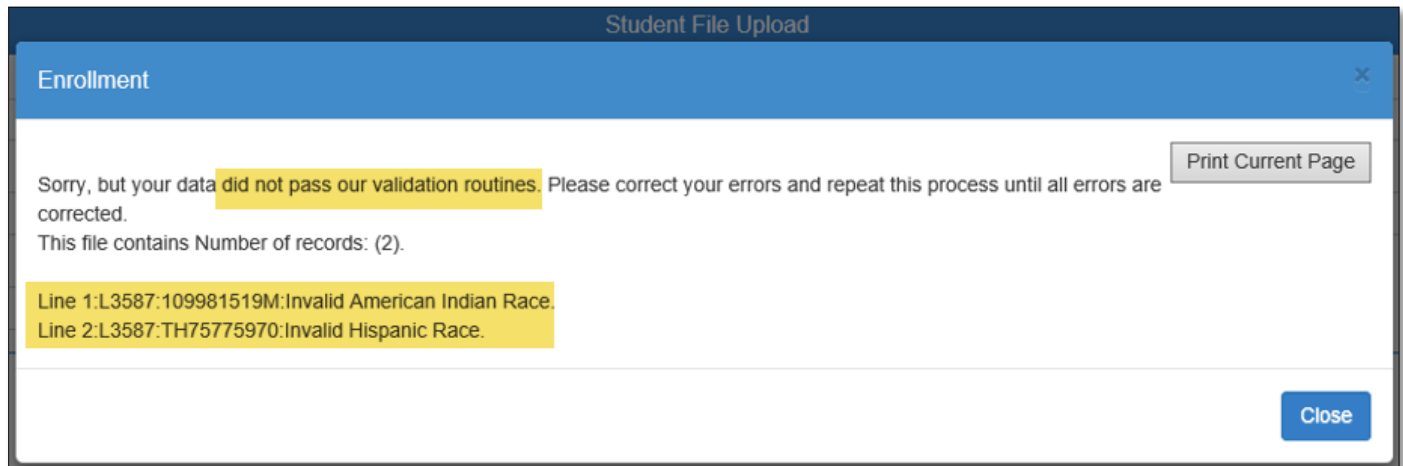 Student File Upload
Enrollment
×
Print Current Page
Sorry, but your data did not pass our validation routines. Please correct your errors and repeat this process until all errors are
corrected.
This file contains Number of records: (2).
Line 1:L3587:109981519M:Invalid American Indian Race.
Line 2:L3587:TH75775970:Invalid Hispanic Race.
Close